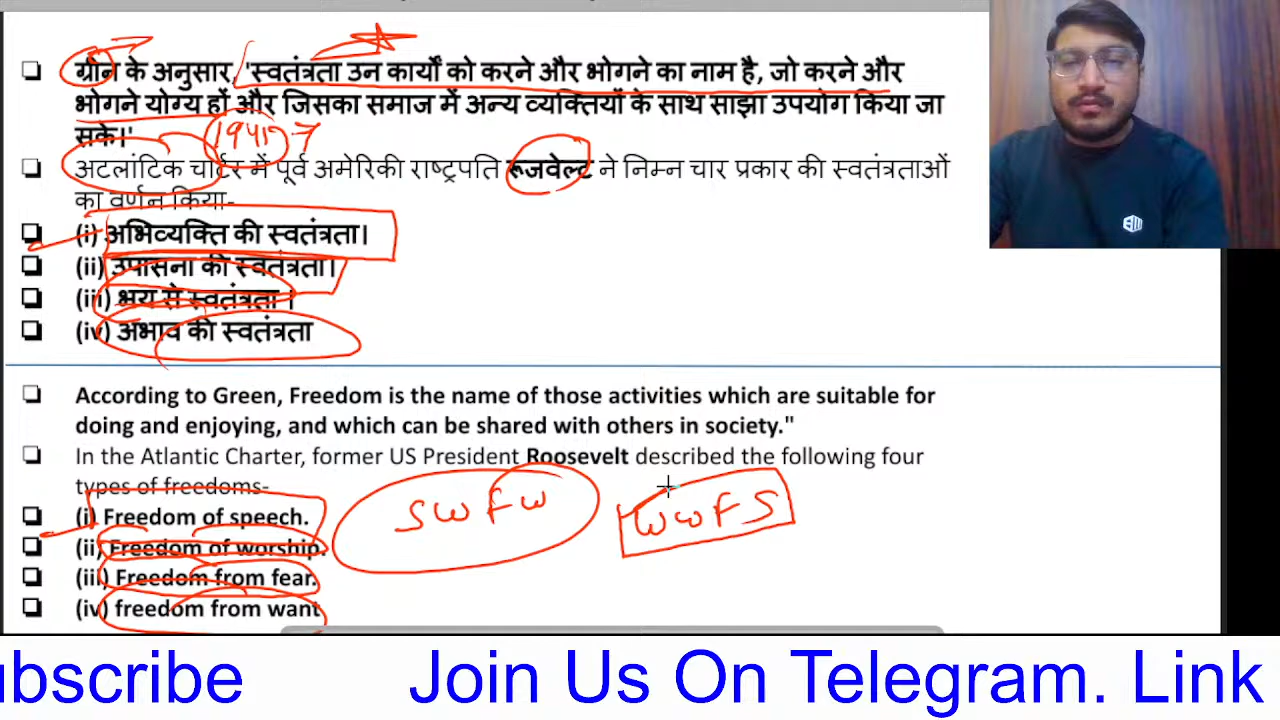 ❑ ग्रीन के अनुसार, 'स्वतंत्रता उन कार्यों को करने और भोगने का नाम है, जो करने और
भोगने योग्य हों और जिसका समाज में अन्य व्यक्तियों के साथ साझा उपयोग किया जा
सके।'
1941
❑ अटलांटिक चार्टर में पूर्व अमेरिकी राष्ट्रपति रूजवेल्ट ने निम्न चार प्रकार की स्वतंत्रताओं
का वर्णन किया-
❑ (i) अभिव्यक्ति की स्वतंत्रता।
❑ (ii) उपासना की स्वतंत्रता।
❑ (iii) भय से स्वतंत्रता ।
❑ (iv) अभाव की स्वतंत्रता
❑ According to Green, Freedom is the name of those activities which are suitable for
doing and enjoying, and which can be shared with others in society."
❑ In the Atlantic Charter, former US President Roosevelt described the following four
types of freedoms-
❑ (i) Freedom of speech.
❑ (ii) Freedom of worship.
❑ (iii) Freedom from fear.
❑ (iv) freedom from want
SWFW
WWFS
ubscribe Join Us On Telegram. Link